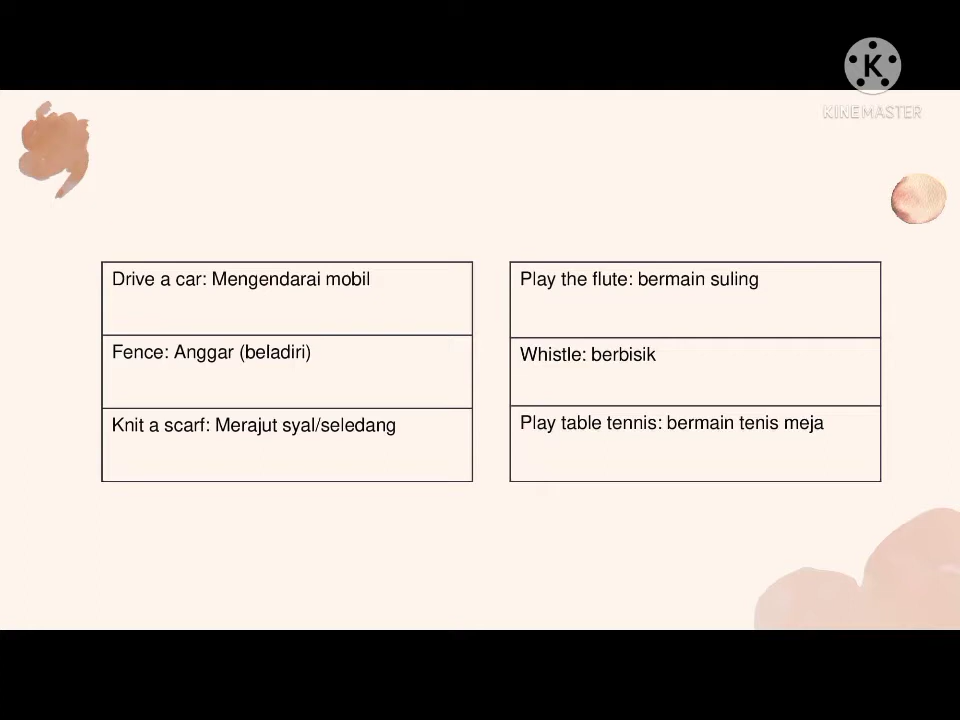 K
KINEMASTER
Drive a car: Mengendarai mobil
Fence: Anggar (beladiri)
Knit a scarf: Merajut syal/seledang
Play the flute: bermain suling
Whistle: berbisik
Play table tennis: bermain tenis meja